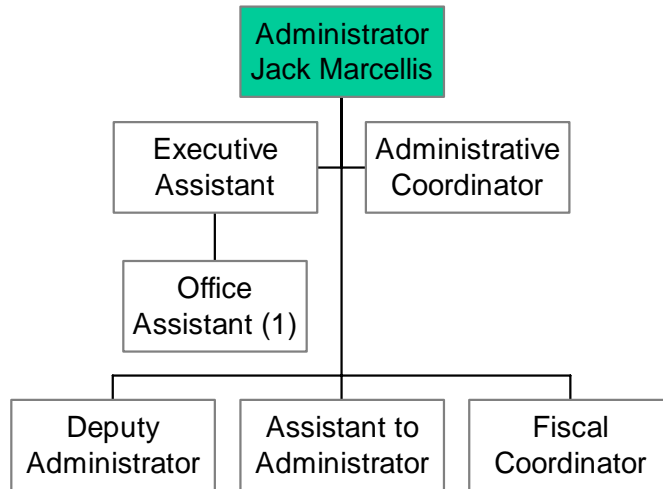 Administrator
Jack Marcellis
Executive
Assistant
Administrative
Coordinator
Office
Assistant (1)
Deputy
Administrator
Assistant to
Administrator
Fiscal
Coordinator